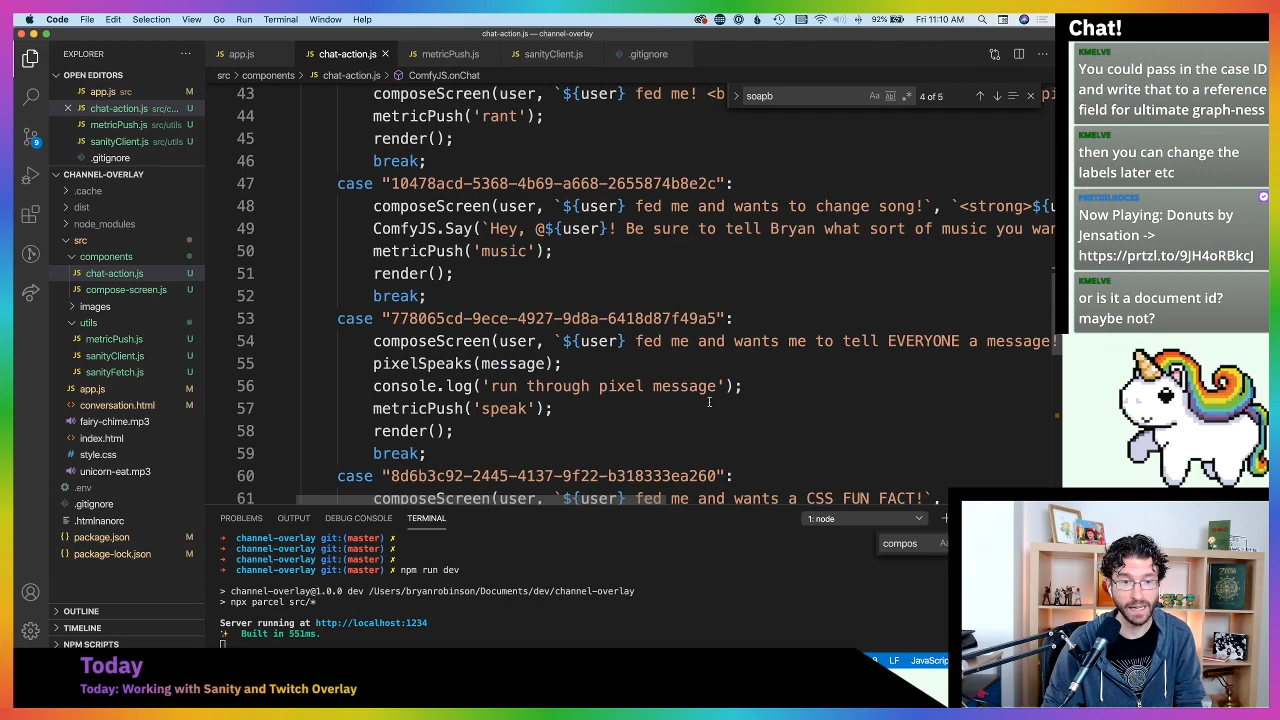 Code File Edit Selection View Go Run Terminal Window Help
92% Fri 11:10 AM
chat-action.js — channel-overlay
EXPLORER
app.js chat-action.js metricPush.js sanityClient.js .gitignore
src components chat-action.js ComfyJS.onChat
OPEN EDITORS
app.js src M
chat-action.js src/c... U
metricPush.js src/utils U
sanityClient.js src/utils U
.gitignore
CHANNEL-OVERLAY
.cache
dist
node_modules
src
components
chat-action.js U
compose-screen.js U
images
utils
metricPush.js U
sanityClient.js U
sanityFetch.js U
app.js M
conversation.html M
fairy-chime.mp3
index.html
style.css
unicorn-eat.mp3
.env
.gitignore
.htmlnanorc
package.json M
package-lock.json M
OUTLINE
TIMELINE
NPM SCRIPTS
9
soapb Aa 4 of 5
43 composeScreen(user, `${user} fed me! <b
44 metricPush('rant');
45 render();
46 break;
47 case "10478acd-5368-4b69-a668-2655874b8e2c":
48 composeScreen(user, `${user} fed me and wants to change song!`, `<strong>${u
49 ComfyJS.Say(`Hey, @${user}! Be sure to tell Bryan what sort of music you wan
50 metricPush('music');
51 render();
52 break;
53 case "778065cd-9ece-4927-9d8a-6418d87f49a5":
54 composeScreen(user, `${user} fed me and wants me to tell EVERYONE a message!
55 pixelSpeaks(message);
56 console.log('run through pixel message');
57 metricPush('speak');
58 render();
59 break;
60 case "8d6b3c92-2445-4137-9f22-b318333ea260":
61 composeScreen(user, `${user} fed me and wants a CSS FUN FACT!`,
PROBLEMS OUTPUT DEBUG CONSOLE TERMINAL
1: node
compos Aa
➜ channel-overlay git:(master) ✗
➜ channel-overlay git:(master) ✗
➜ channel-overlay git:(master) ✗
➜ channel-overlay git:(master) ✗ npm run dev
> channel-overlay@1.0.0 dev /Users/bryanrobinson/Documents/dev/channel-overlay
> npx parcel src/*
Server running at http://localhost:1234
✨ Built in 551ms.
LF JavaScrip
Chat!
KMELVE
You could pass in the case ID
and write that to a reference
field for ultimate graph-ness
KMELVE
then you can change the
labels later etc
PRETZELROCKS
Now Playing: Donuts by
Jensation ->
https://prtzl.to/9JH4oRBkcJ
KMELVE
or is it a document id?
maybe not?
Today
Today: Working with Sanity and Twitch Overlay